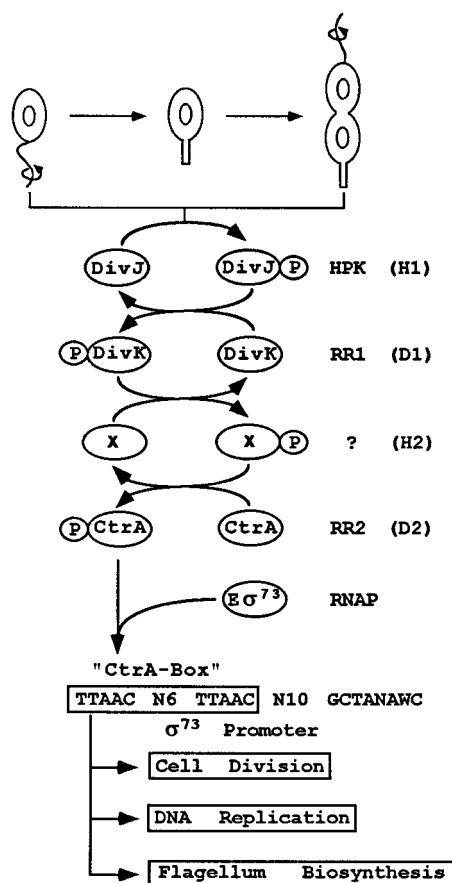 DivJ DivJ P HPK (H1)
P DivK DivK RR1 (D1)
X X P ? (H2)
P CtrA CtrA RR2 (D2)
Eσ73 RNAP
"CtrA-Box"
TTAAC N6 TTAAC N10 GCTANAWC
σ73 Promoter
Cell Division
DNA Replication
Flagellum Biosynthesis